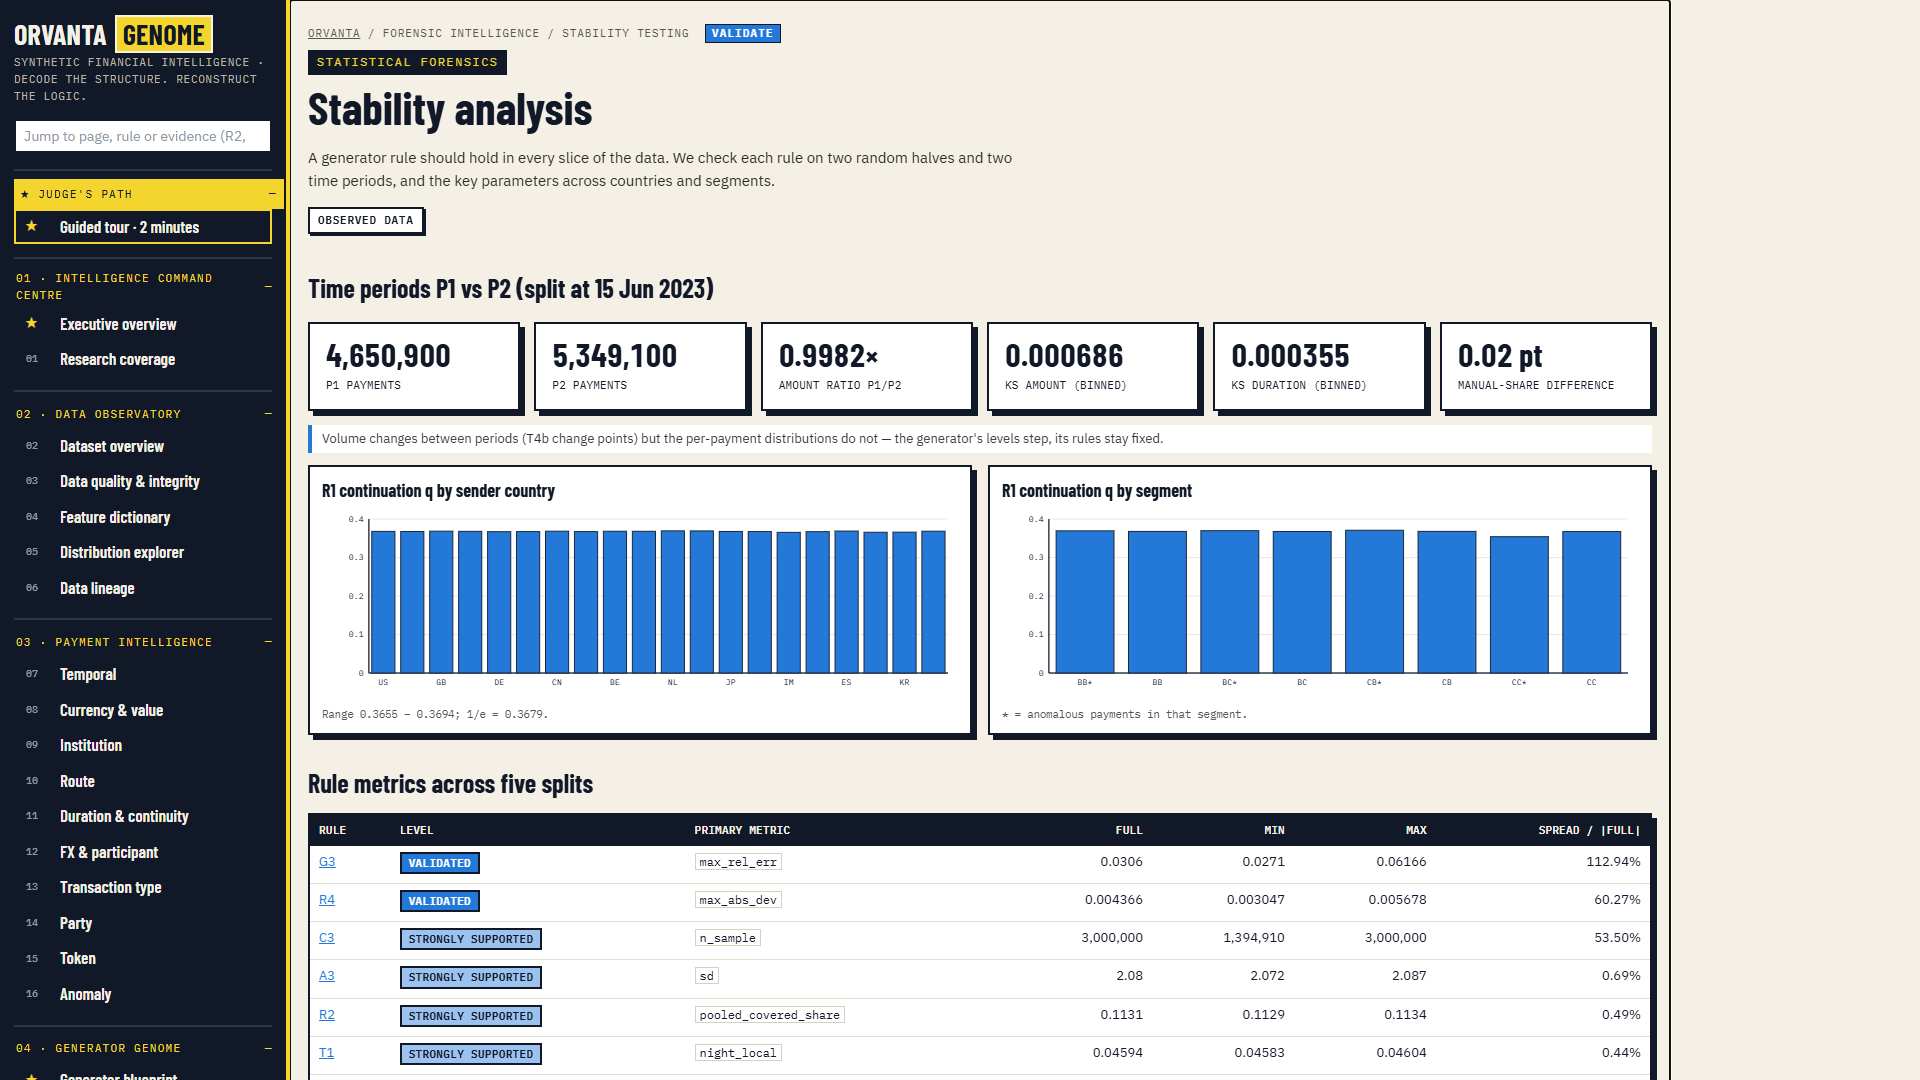 ORVANTA GENOME
SYNTHETIC FINANCIAL INTELLIGENCE ·
DECODE THE STRUCTURE. RECONSTRUCT
THE LOGIC.
Jump to page, rule or evidence (R2,
★ JUDGE'S PATH −
★ Guided tour · 2 minutes
01 · INTELLIGENCE COMMAND
CENTRE −
★ Executive overview
01 Research coverage
02 · DATA OBSERVATORY −
02 Dataset overview
03 Data quality & integrity
04 Feature dictionary
05 Distribution explorer
06 Data lineage
03 · PAYMENT INTELLIGENCE −
07 Temporal
08 Currency & value
09 Institution
10 Route
11 Duration & continuity
12 FX & participant
13 Transaction type
14 Party
15 Token
16 Anomaly
04 · GENERATOR GENOME −
★ Generator blueprint
ORVANTA / FORENSIC INTELLIGENCE / STABILITY TESTING VALIDATE
STATISTICAL FORENSICS
Stability analysis
A generator rule should hold in every slice of the data. We check each rule on two random halves and two
time periods, and the key parameters across countries and segments.
OBSERVED DATA
Time periods P1 vs P2 (split at 15 Jun 2023)
4,650,900
P1 PAYMENTS
5,349,100
P2 PAYMENTS
0.9982×
AMOUNT RATIO P1/P2
0.000686
KS AMOUNT (BINNED)
0.000355
KS DURATION (BINNED)
0.02 pt
MANUAL-SHARE DIFFERENCE
Volume changes between periods (T4b change points) but the per-payment distributions do not — the generator's levels step, its rules stay fixed.
R1 continuation q by sender country
0.4
0.3
0.2
0.1
0
US GB DE CN BE NL JP IM ES KR
Range 0.3655 – 0.3694; 1/e = 0.3679.
R1 continuation q by segment
0.4
0.3
0.2
0.1
0
BB★ BB BC★ BC CB★ CB CC★ CC
★ = anomalous payments in that segment.
Rule metrics across five splits
RULE LEVEL PRIMARY METRIC FULL MIN MAX SPREAD / |FULL|
G3 VALIDATED max_rel_err 0.0306 0.0271 0.06166 112.94%
R4 VALIDATED max_abs_dev 0.004366 0.003047 0.005678 60.27%
C3 STRONGLY SUPPORTED n_sample 3,000,000 1,394,910 3,000,000 53.50%
A3 STRONGLY SUPPORTED sd 2.08 2.072 2.087 0.69%
R2 STRONGLY SUPPORTED pooled_covered_share 0.1131 0.1129 0.1134 0.49%
T1 STRONGLY SUPPORTED night_local 0.04594 0.04583 0.04604 0.44%